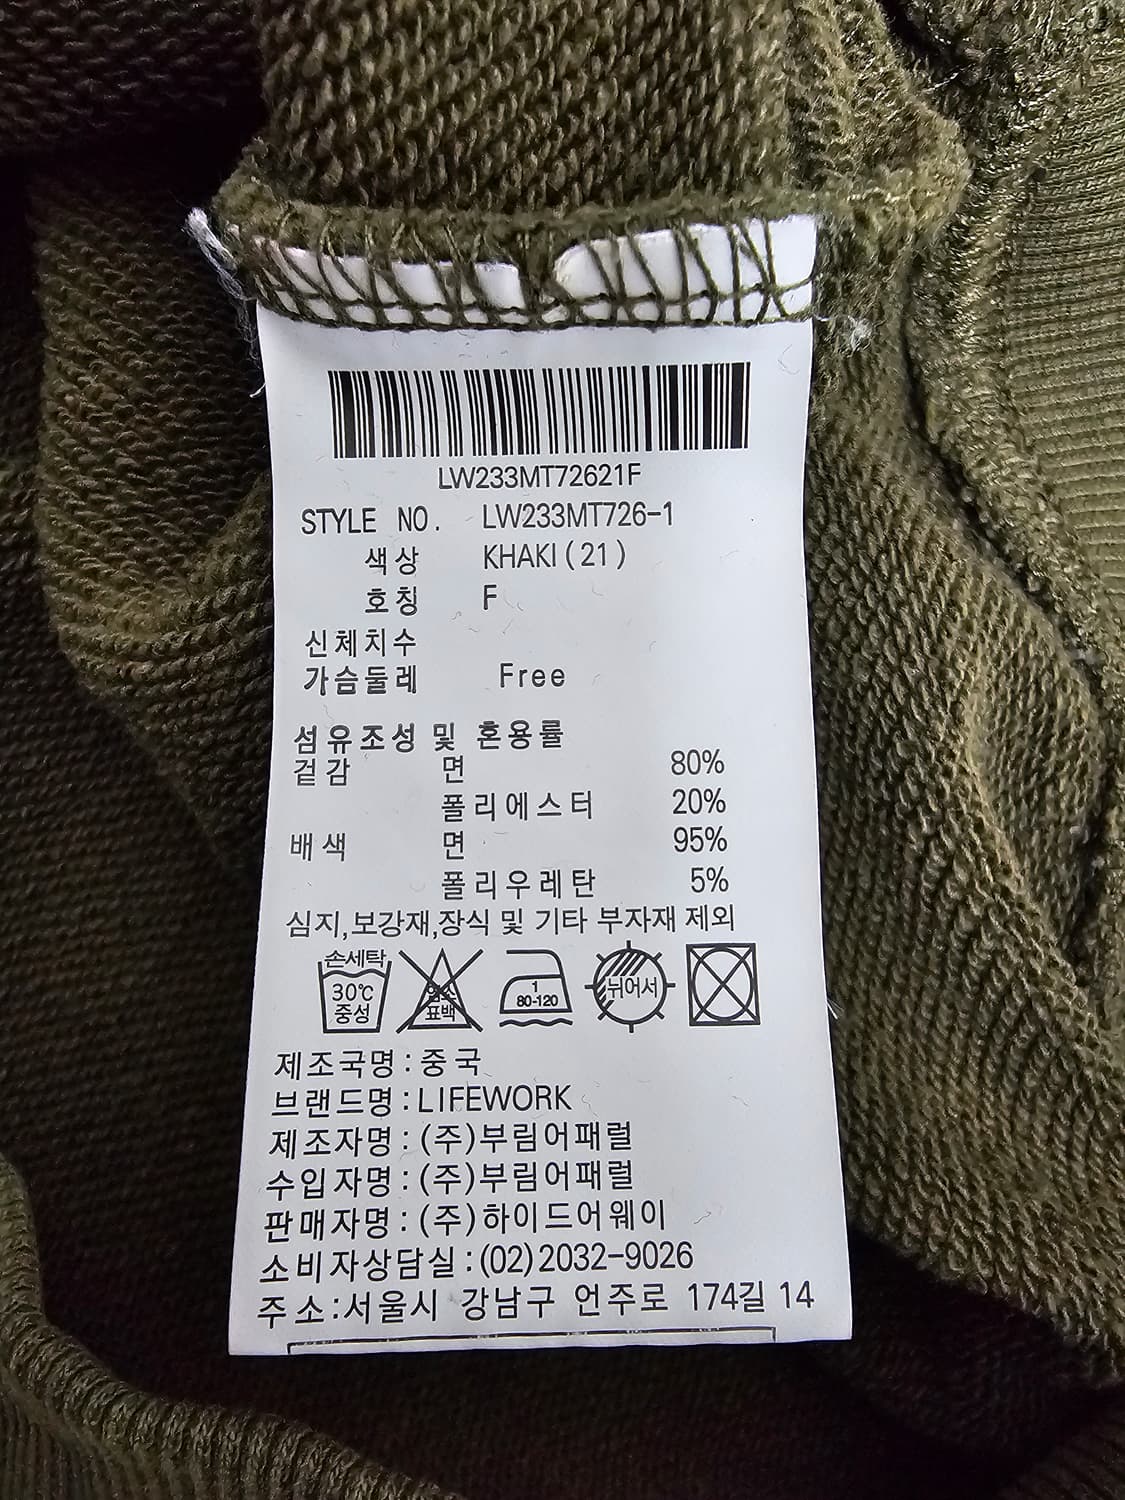 LW233MT72621F
STYLE NO. LW233MT726-1
색상 KHAKI(21)
호칭 F
신체치수
가슴둘레 Free
섬유조성 및 혼용률
겉감 면 80%
폴리에스터 20%
배색 면 95%
폴리우레탄 5%
심지,보강재,장식 및 기타 부자재 제외
손세탁
30℃
중성
염소
표백
1
80-120
뉘어서
제조국명:중국
브랜드명:LIFEWORK
제조자명:(주)부림어패럴
수입자명:(주)부림어패럴
판매자명:(주)하이드어웨이
소비자상담실:(02)2032-9026
주소:서울시 강남구 언주로 174길 14